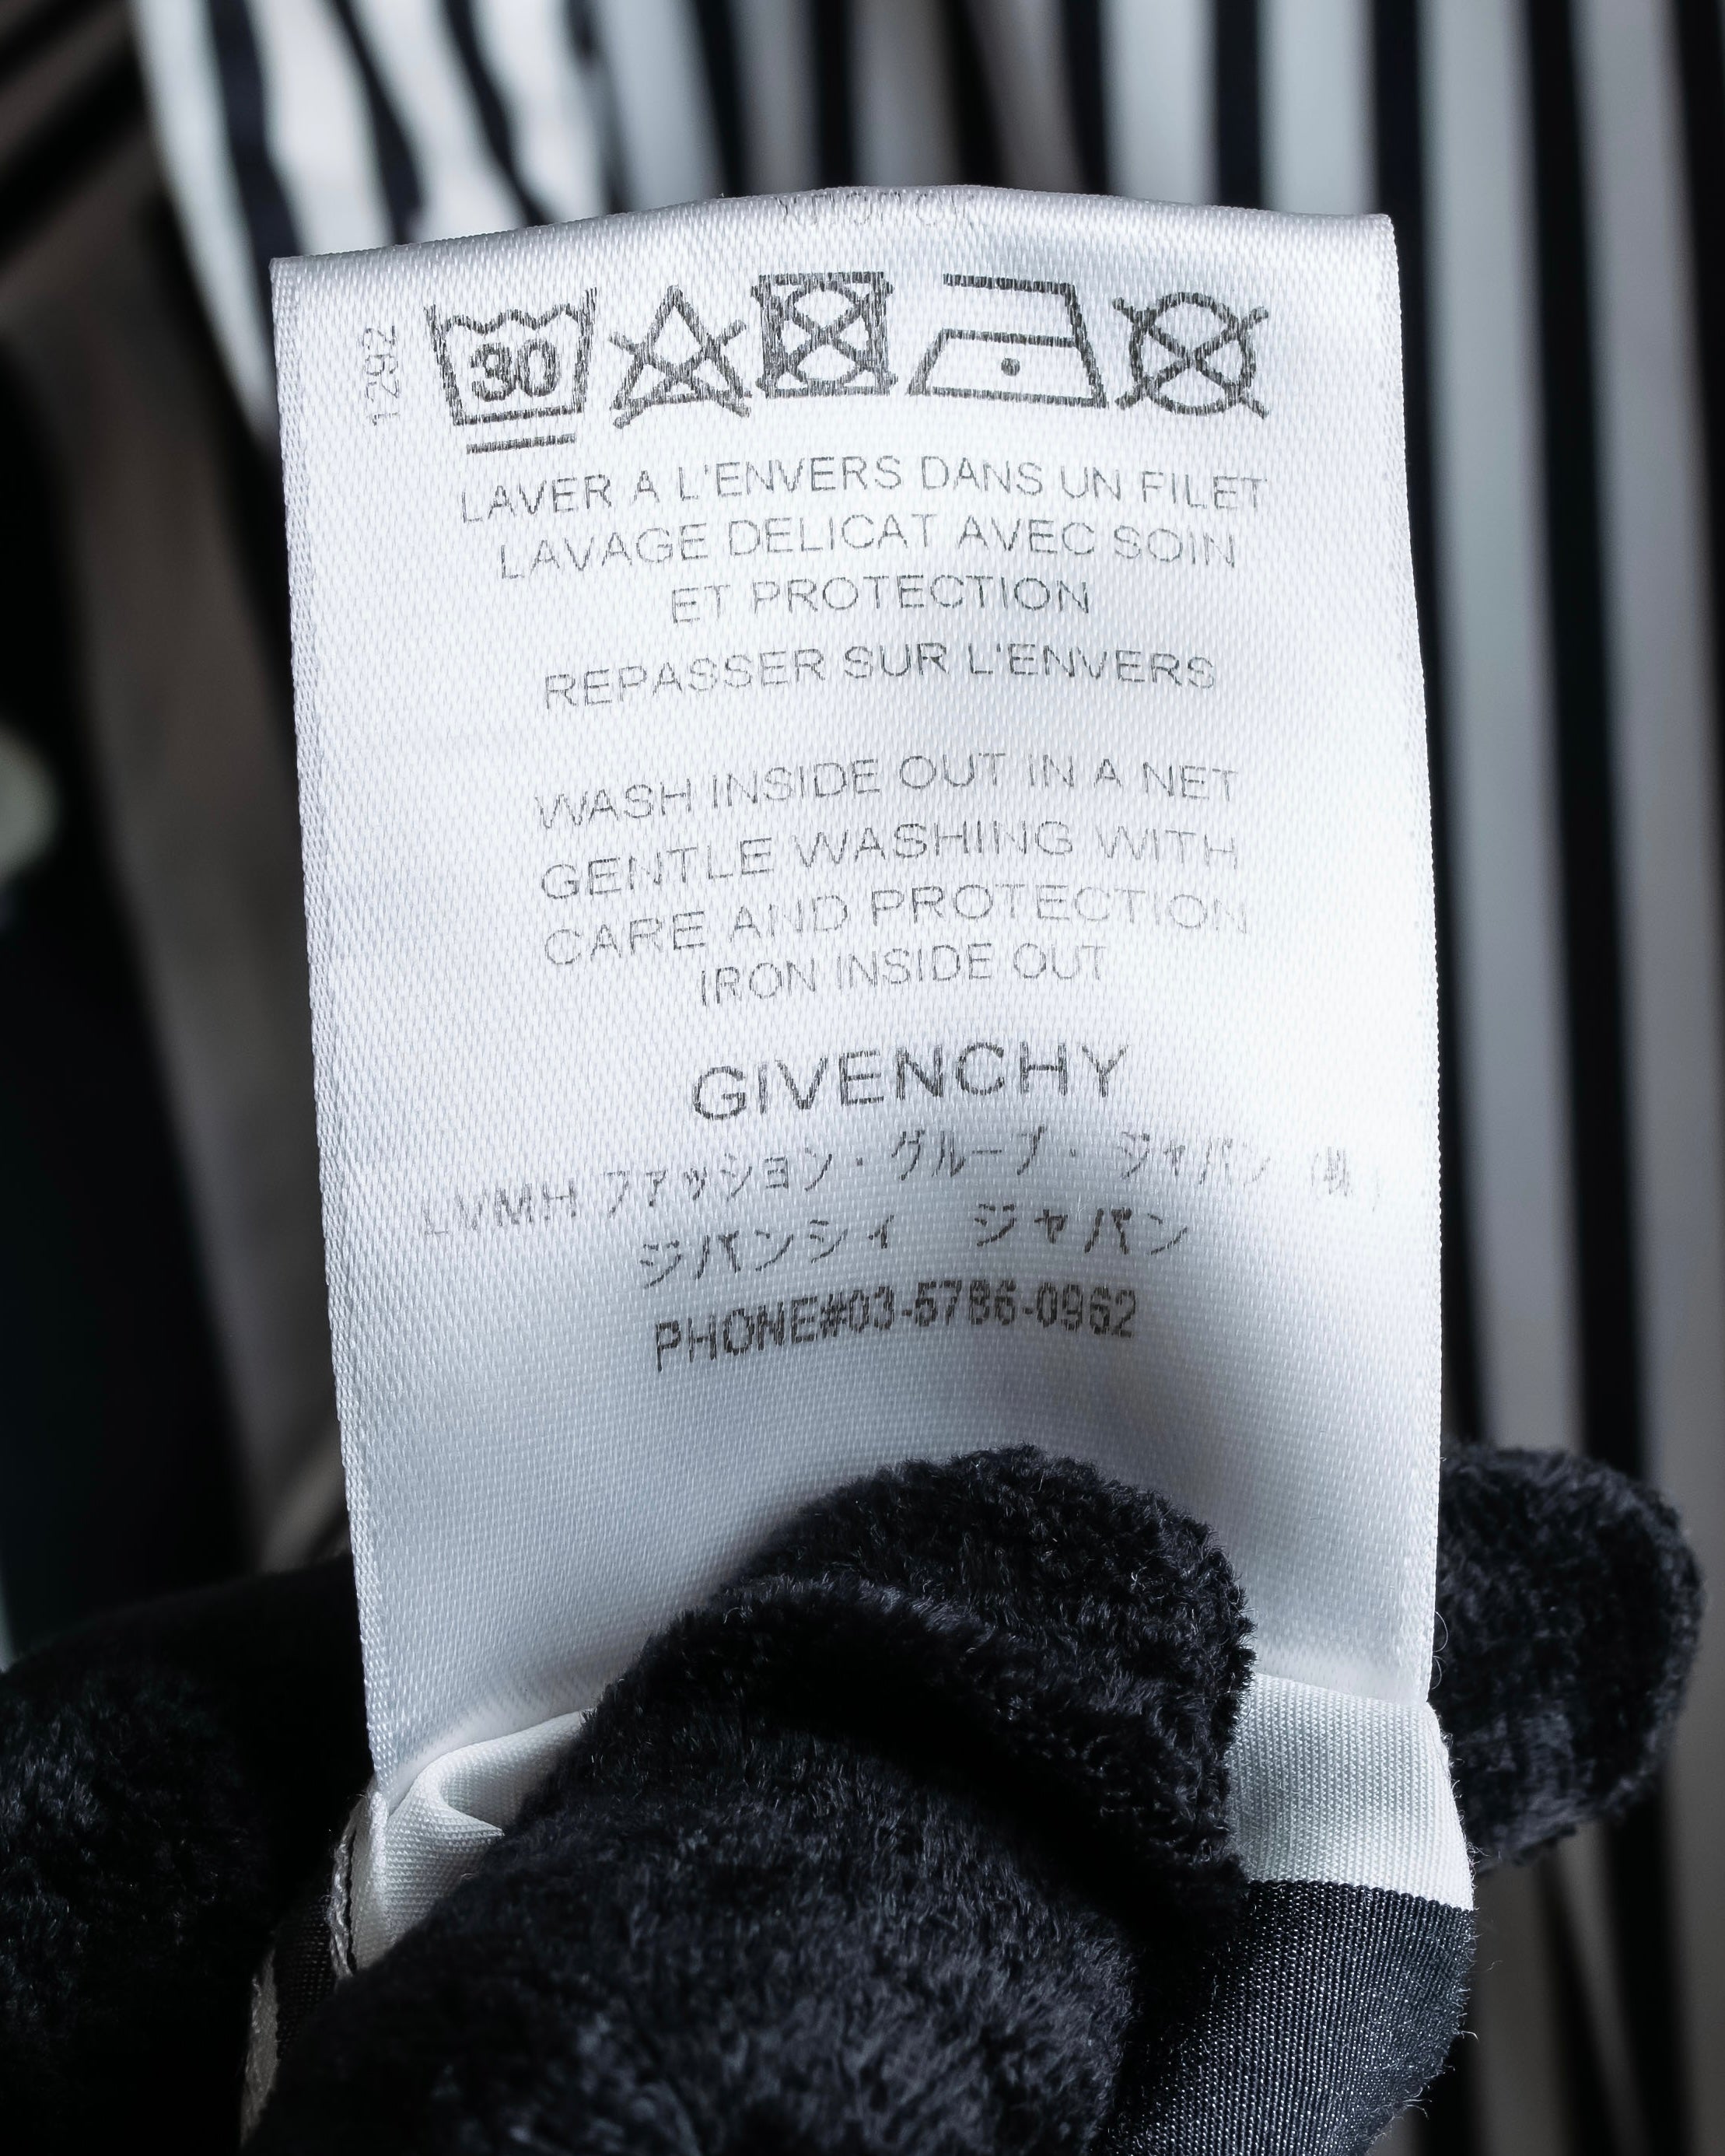 1292
30
LAVER A L'ENVERS DANS UN FILET
LAVAGE DELICAT AVEC SOIN
ET PROTECTION
REPASSER SUR L'ENVERS
WASH INSIDE OUT IN A NET
GENTLE WASHING WITH
CARE AND PROTECTION
IRON INSIDE OUT
GIVENCHY
LVMH ファッション・グループ・ジャパン (株)
ジバンシィ ジャパン
PHONE#03-5786-0962